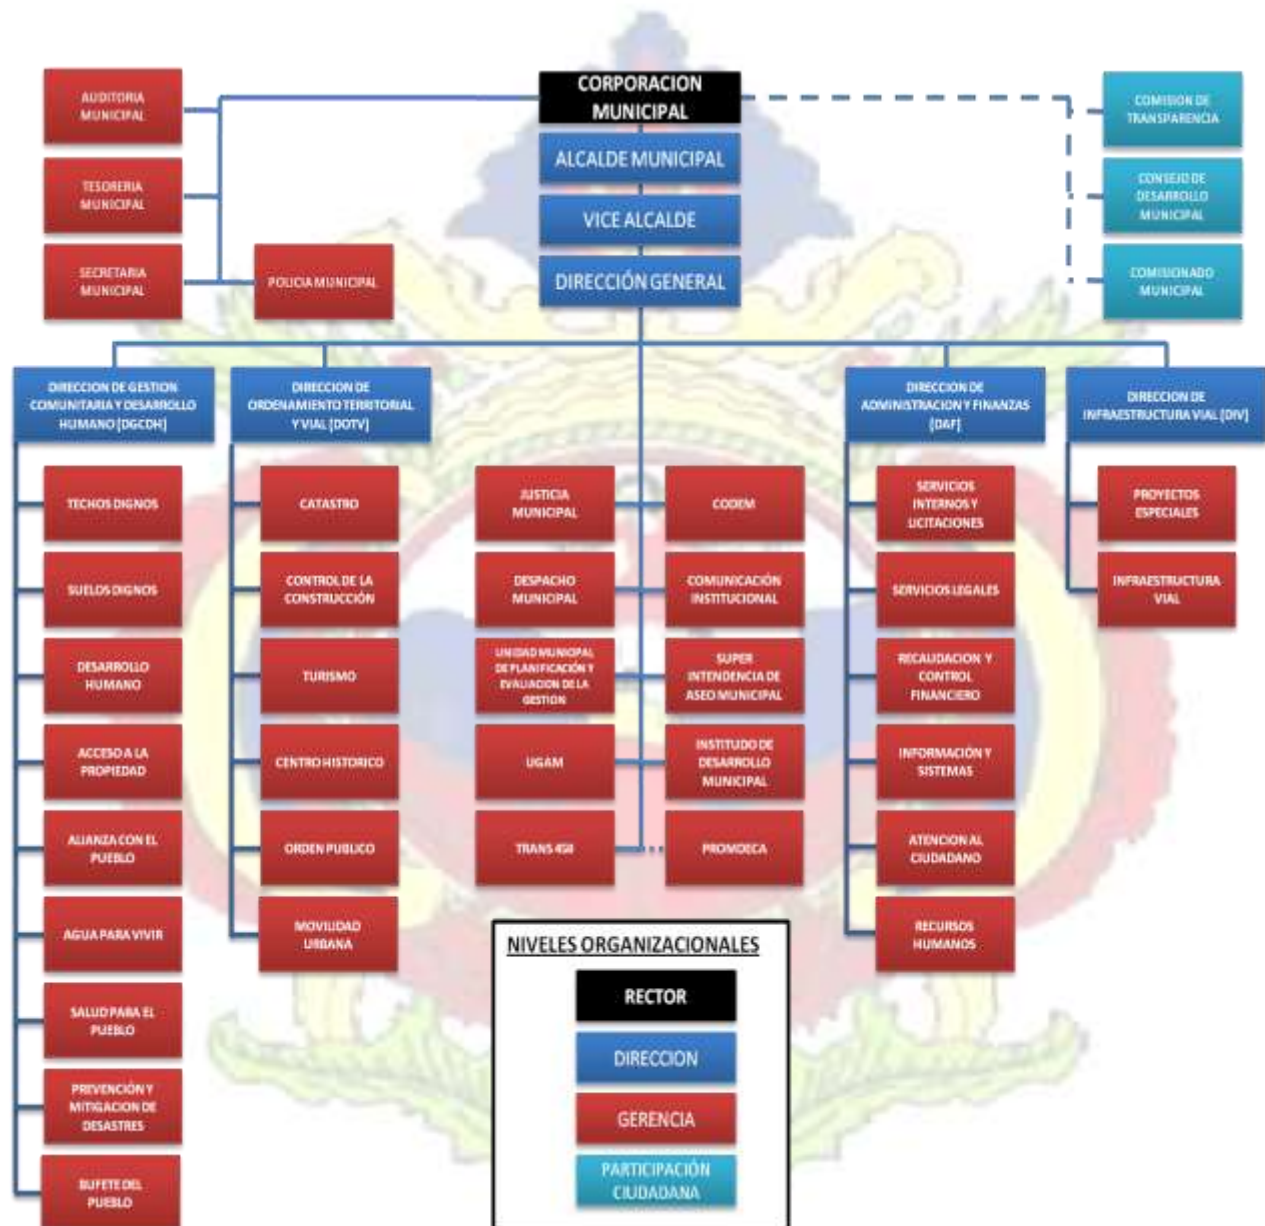 AUDITORIA
MUNICIPAL
CORPORACION
MUNICIPAL
COMISION DE
TRANSPARENCIA
TESORERIA
MUNICIPAL
ALCALDE MUNICIPAL
CONSEJO DE
DESARROLLO
MUNICIPAL
VICE ALCALDE
SECRETARIA
MUNICIPAL
POLICIA MUNICIPAL
DIRECCIÓN GENERAL
COMISIONADO
MUNICIPAL
DIRECCION DE GESTION
COMUNITARIA Y DESARROLLO
HUMANO [DGCDH]
DIRECCION DE
ORDENAMIENTO TERRITORIAL
Y VIAL [DOTV]
DIRECCION DE
ADMINISTRACION Y FINANZAS
[DAF]
DIRECCION DE
INFRAESTRUCTURA VIAL [DIV]
TECHOS DIGNOS
SUELOS DIGNOS
DESARROLLO
HUMANO
ACCESO A LA
PROPIEDAD
ALIANZA CON EL
PUEBLO
AGUA PARA VIVIR
SALUD PARA EL
PUEBLO
PREVENCIÓN Y
MITIGACION DE
DESASTRES
BUFETE DEL
PUEBLO
CATASTRO
CONTROL DE LA
CONSTRUCCIÓN
TURISMO
CENTRO HISTORICO
ORDEN PUBLICO
MOVILIDAD
URBANA
JUSTICIA
MUNICIPAL
DESPACHO
MUNICIPAL
UNIDAD MUNICIPAL
DE PLANIFICACIÓN Y
EVALUACION DE LA
GESTION
UGAM
TRANS 450
CODEM
COMUNICACIÓN
INSTITUCIONAL
SUPER
INTENDENCIA DE
ASEO MUNICIPAL
INSTITUDO DE
DESARROLLO
MUNICIPAL
PROMDECA
SERVICIOS
INTERNOS Y
LICITACIONES
SERVICIOS LEGALES
RECAUDACION Y
CONTROL
FINANCIERO
INFORMACIÓN Y
SISTEMAS
ATENCION AL
CIUDADANO
RECURSOS
HUMANOS
PROYECTOS
ESPECIALES
INFRAESTRUCTURA
VIAL
NIVELES ORGANIZACIONALES
RECTOR
DIRECCION
GERENCIA
PARTICIPACIÓN
CIUDADANA